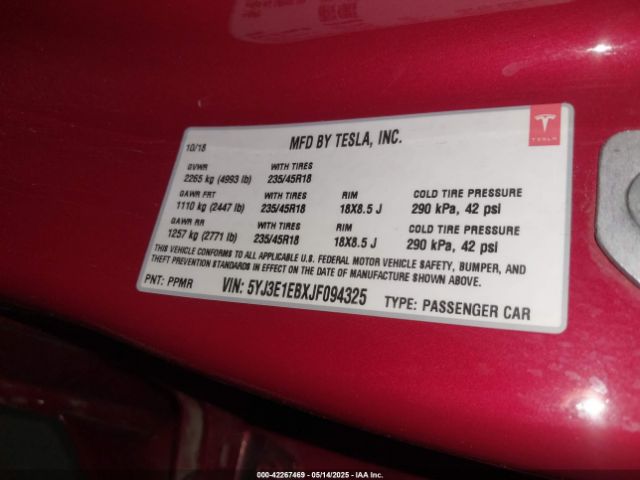 10/18 MFD BY TESLA, INC.
GVWR WITH TIRES
2265 kg (4993 lb) 235/45R18
GAWR FRT WITH TIRES RIM COLD TIRE PRESSURE
1110 kg (2447 lb) 235/45R18 18X8.5 J 290 kPa, 42 psi
GAWR RR WITH TIRES RIM COLD TIRE PRESSURE
1257 kg (2771 lb) 235/45R18 18X8.5 J 290 kPa, 42 psi
THIS VEHICLE CONFORMS TO ALL APPLICABLE U.S. FEDERAL MOTOR VEHICLE SAFETY, BUMPER, AND
THEFT PREVENTION STANDARDS IN EFFECT ON THE DATE OF MANUFACTURE SHOWN ABOVE.
PNT: PPMR VIN: 5YJ3E1EBXJF094325 TYPE: PASSENGER CAR
TESLA
000-42267469 - 05/14/2025 - IAA Inc.